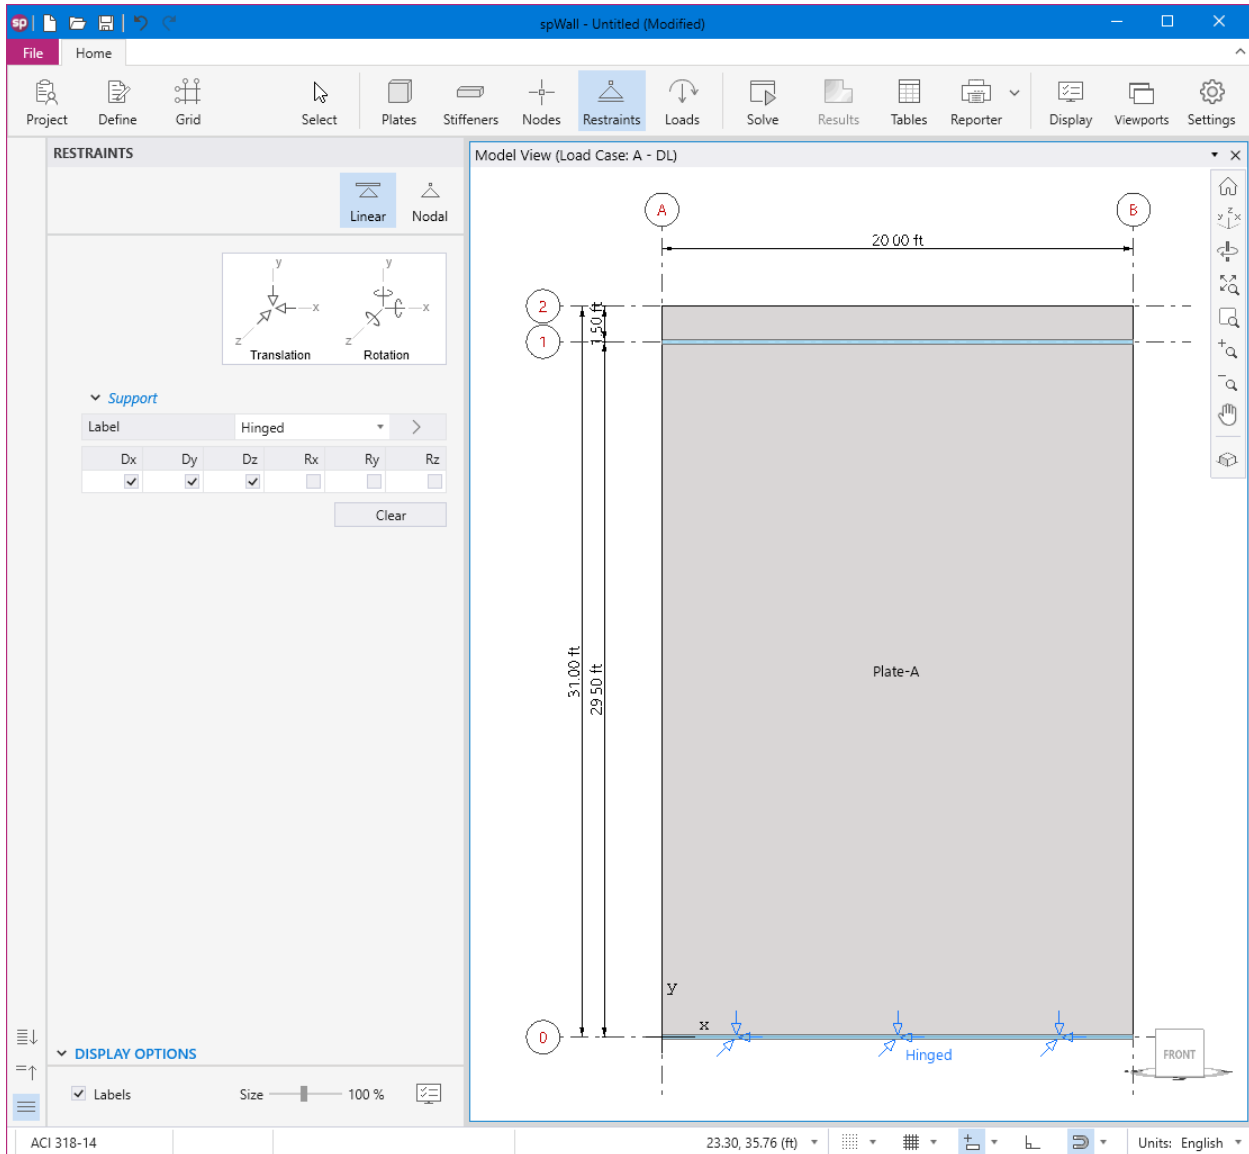 sp
spWall - Untitled (Modified)
File
Home
Project
Define
Grid
Select
Plates
Stiffeners
Nodes
Restraints
Loads
Solve
Results
Tables
Reporter
Display
Viewports
Settings
RESTRAINTS
Linear
Nodal
y
x
z
Translation
y
x
z
Rotation
Support
Label
Hinged
Dx
Dy
Dz
Rx
Ry
Rz
Clear
DISPLAY OPTIONS
Labels
Size
100 %
Model View (Load Case: A - DL)
A
B
20.00 ft
2
1
1.50 ft
31.00 ft
29.50 ft
Plate-A
y
x
0
Hinged
y z x
FRONT
ACI 318-14
23.30, 35.76 (ft)
Units: English